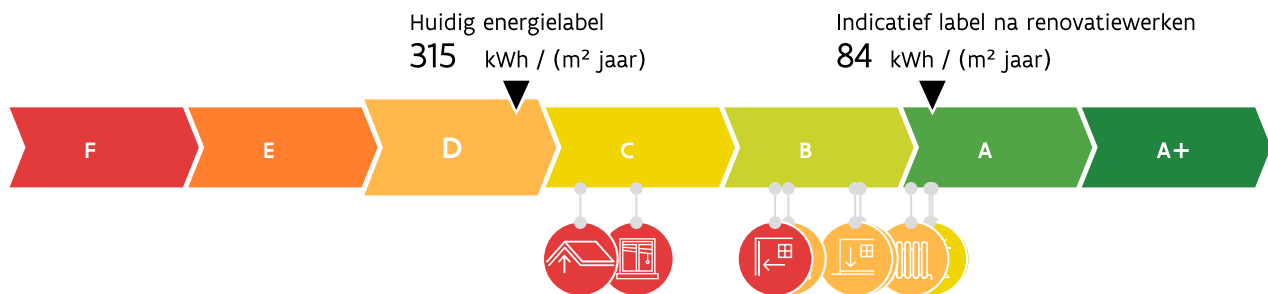 Huidig energielabel
315 kWh / (m² jaar)
Indicatief label na renovatiewerken
84 kWh / (m² jaar)
F E D C B A A+